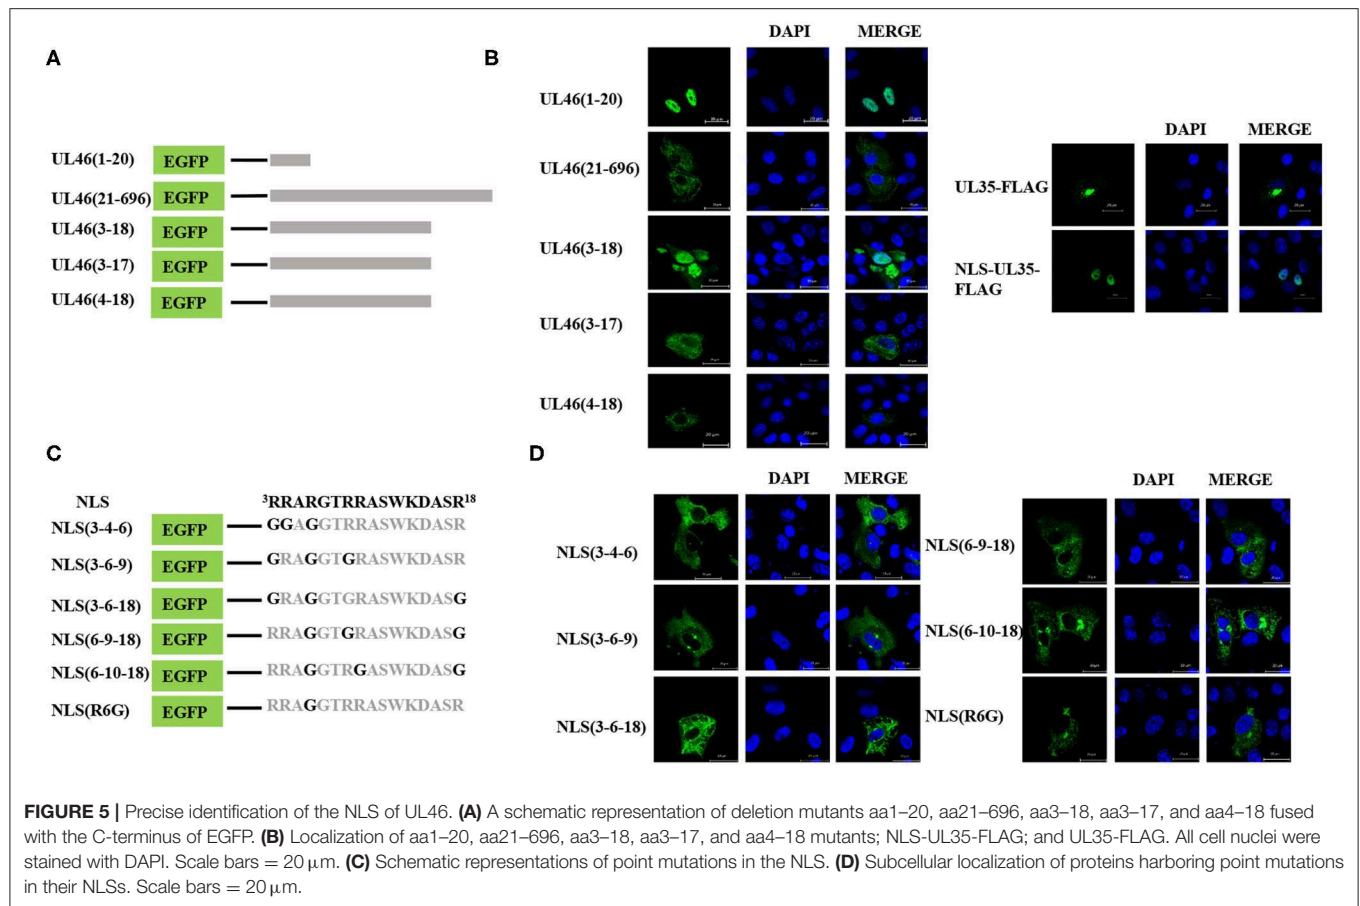 A
UL46(1-20) EGFP
UL46(21-696) EGFP
UL46(3-18) EGFP
UL46(3-17) EGFP
UL46(4-18) EGFP
B
DAPI MERGE
UL46(1-20)
20 μm
UL46(21-696)
UL46(3-18)
UL46(3-17)
UL46(4-18)
20 μm 20 μm 20 μm
DAPI MERGE
UL35-FLAG
NLS-UL35-
FLAG
C
NLS ³RRARGTRRASWKDASR¹⁸
NLS(3-4-6) EGFP GGAGGTRRASWKDASR
NLS(3-6-9) EGFP GRAGGTGRASWKDASR
NLS(3-6-18) EGFP GRAGGTGRASWKDASG
NLS(6-9-18) EGFP RRAGGTGRASWKDASG
NLS(6-10-18) EGFP RRAGGTRGASWKDASG
NLS(R6G) EGFP RRAGGTRRASWKDASR
D
DAPI MERGE
NLS(3-4-6)
NLS(3-6-9)
NLS(3-6-18)
DAPI MERGE
NLS(6-9-18)
NLS(6-10-18)
NLS(R6G)
FIGURE 5 | Precise identification of the NLS of UL46. (A) A schematic representation of deletion mutants aa1–20, aa21–696, aa3–18, aa3–17, and aa4–18 fused
with the C-terminus of EGFP. (B) Localization of aa1–20, aa21–696, aa3–18, aa3–17, and aa4–18 mutants; NLS-UL35-FLAG; and UL35-FLAG. All cell nuclei were
stained with DAPI. Scale bars = 20 μm. (C) Schematic representations of point mutations in the NLS. (D) Subcellular localization of proteins harboring point mutations
in their NLSs. Scale bars = 20 μm.